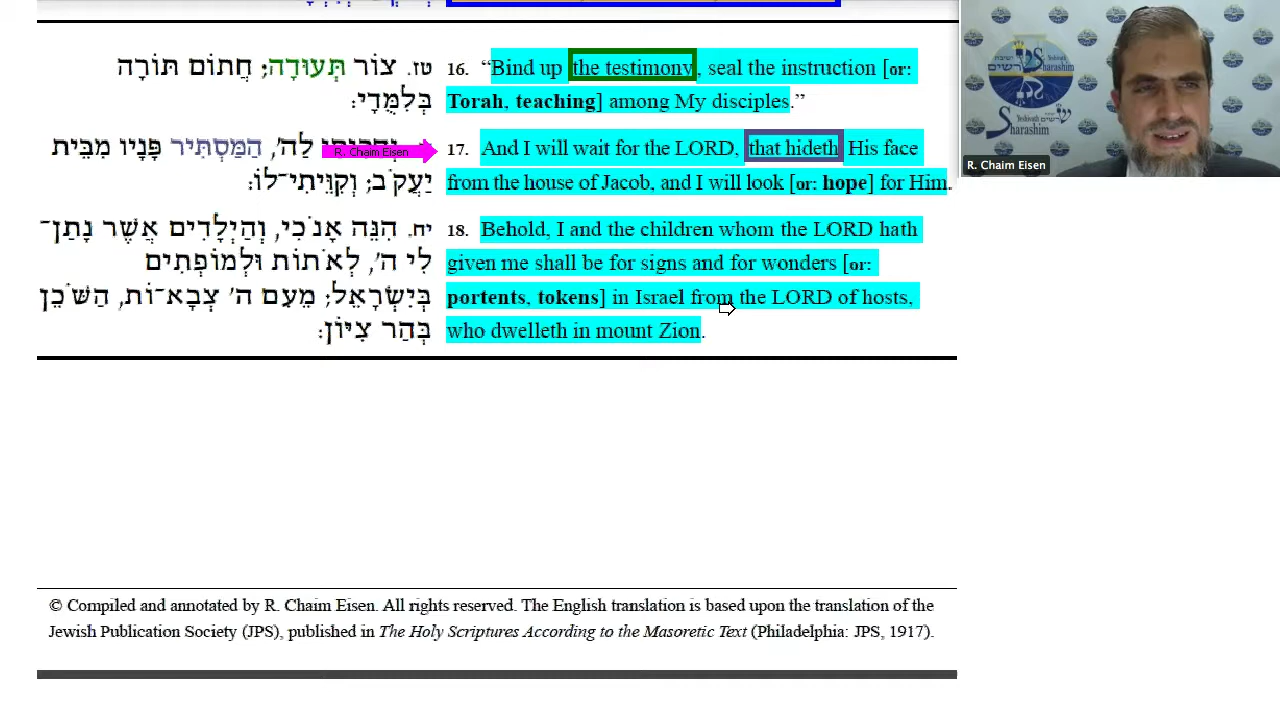 טז. צוֹר תְּעוּדָה; חֲתוֹם תּוֹרָה
בְּלִמֻּדָי:
16. “Bind up the testimony, seal the instruction [or:
Torah, teaching] among My disciples.”
לַה', הַמַּסְתִּיר פָּנָיו מִבֵּית
יַעֲקֹב; וְקִוֵּיתִי־לוֹ:
R. Chaim Eisen
17. And I will wait for the LORD, that hideth His face
from the house of Jacob, and I will look [or: hope] for Him.
יח. הִנֵּה אָנֹכִי, וְהַיְלָדִים אֲשֶׁר נָתַן־
לִי ה', לְאֹתוֹת וּלְמוֹפְתִים
בְּיִשְׂרָאֵל; מֵעִם ה' צְבָא־וֹת, הַשֹּׁכֵן
בְּהַר צִיּוֹן:
18. Behold, I and the children whom the LORD hath
given me shall be for signs and for wonders [or:
portents, tokens] in Israel from the LORD of hosts,
who dwelleth in mount Zion.
© Compiled and annotated by R. Chaim Eisen. All rights reserved. The English translation is based upon the translation of the
Jewish Publication Society (JPS), published in The Holy Scriptures According to the Masoretic Text (Philadelphia: JPS, 1917).
ישיבת
שרשים
Yeshivath
Sharashim
R. Chaim Eisen